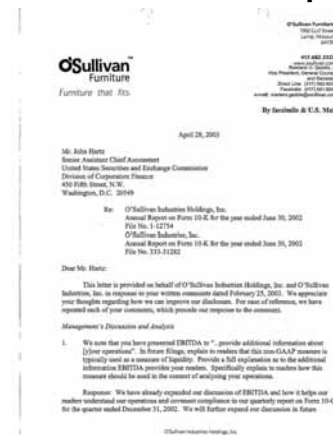 O'Sullivan™
Furniture
Furniture that fits.
O'Sullivan Furniture
1900 Gulf Street
By facsimile & U.S. Mail
April 28, 2003
Mr. John Hartz
Senior Assistant Chief Accountant
United States Securities and Exchange Commission
Division of Corporation Finance
450 Fifth Street, N.W.
Washington, D.C. 20549
Re: O'Sullivan Industries Holdings, Inc.
Annual Report on Form 10-K for the year ended June 30, 2002
File No. 1-12754
O'Sullivan Industries, Inc.
Annual Report on Form 10-K for the year ended June 30, 2002
File No. 333-31282
Dear Mr. Hartz:
This letter is provided on behalf of O'Sullivan Industries Holdings, Inc. and O'Sullivan
Industries, Inc. in response to your written comments dated February 25, 2003. We appreciate
your thoughts regarding how we can improve our disclosure. For ease of reference, we have
repeated each of your comments, which precede our response to the comment.
Management's Discussion and Analysis
1. We note that you have presented EBITDA to "..provide additional information about
[y]our operations". In future filings, explain to readers that this non-GAAP measure is
typically used as a measure of liquidity. Provide a full explanation as to the additional
information EBITDA provides your readers. Specifically explain to readers how this
measure should be used in the context of analyzing your operations.
Response: We have already expanded our discussion of EBITDA and how it helps our
readers understand our operations and covenant compliance in our quarterly report on Form 10-Q
for the quarter ended December 31, 2002. We will further expand our discussion in future
O'Sullivan Industries Holdings, Inc.